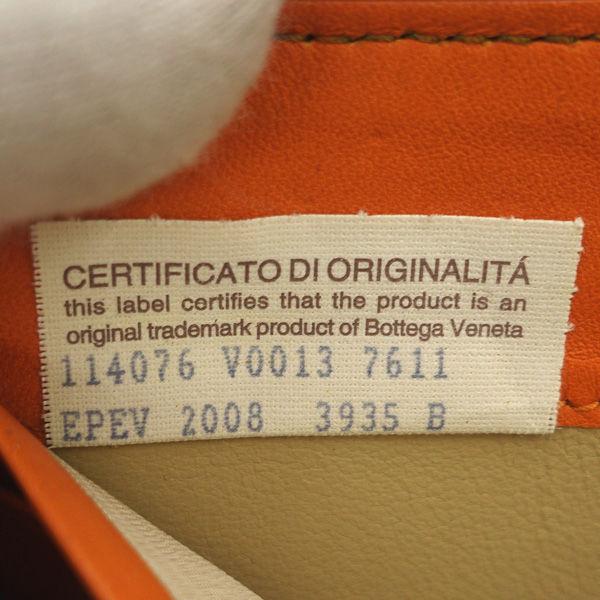 CERTIFICATO DI ORIGINALITÁ
this label certifies that the product is an
original trademark product of Bottega Veneta
114076 V0013 7611
EPEV 2008 3935 B